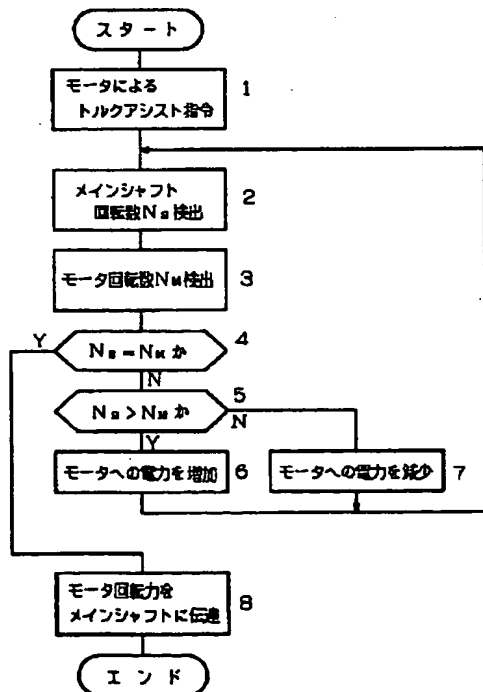 スタート
モータによる
トルクアシスト指令
1
メインシャフト
回転数NS検出
2
モータ回転数NM検出
3
Y
NS=NMか
4
N
NS>NMか
5
N
Y
モータへの電力を増加
6
モータへの電力を減少
7
モータ回転力を
メインシャフトに伝達
8
エンド